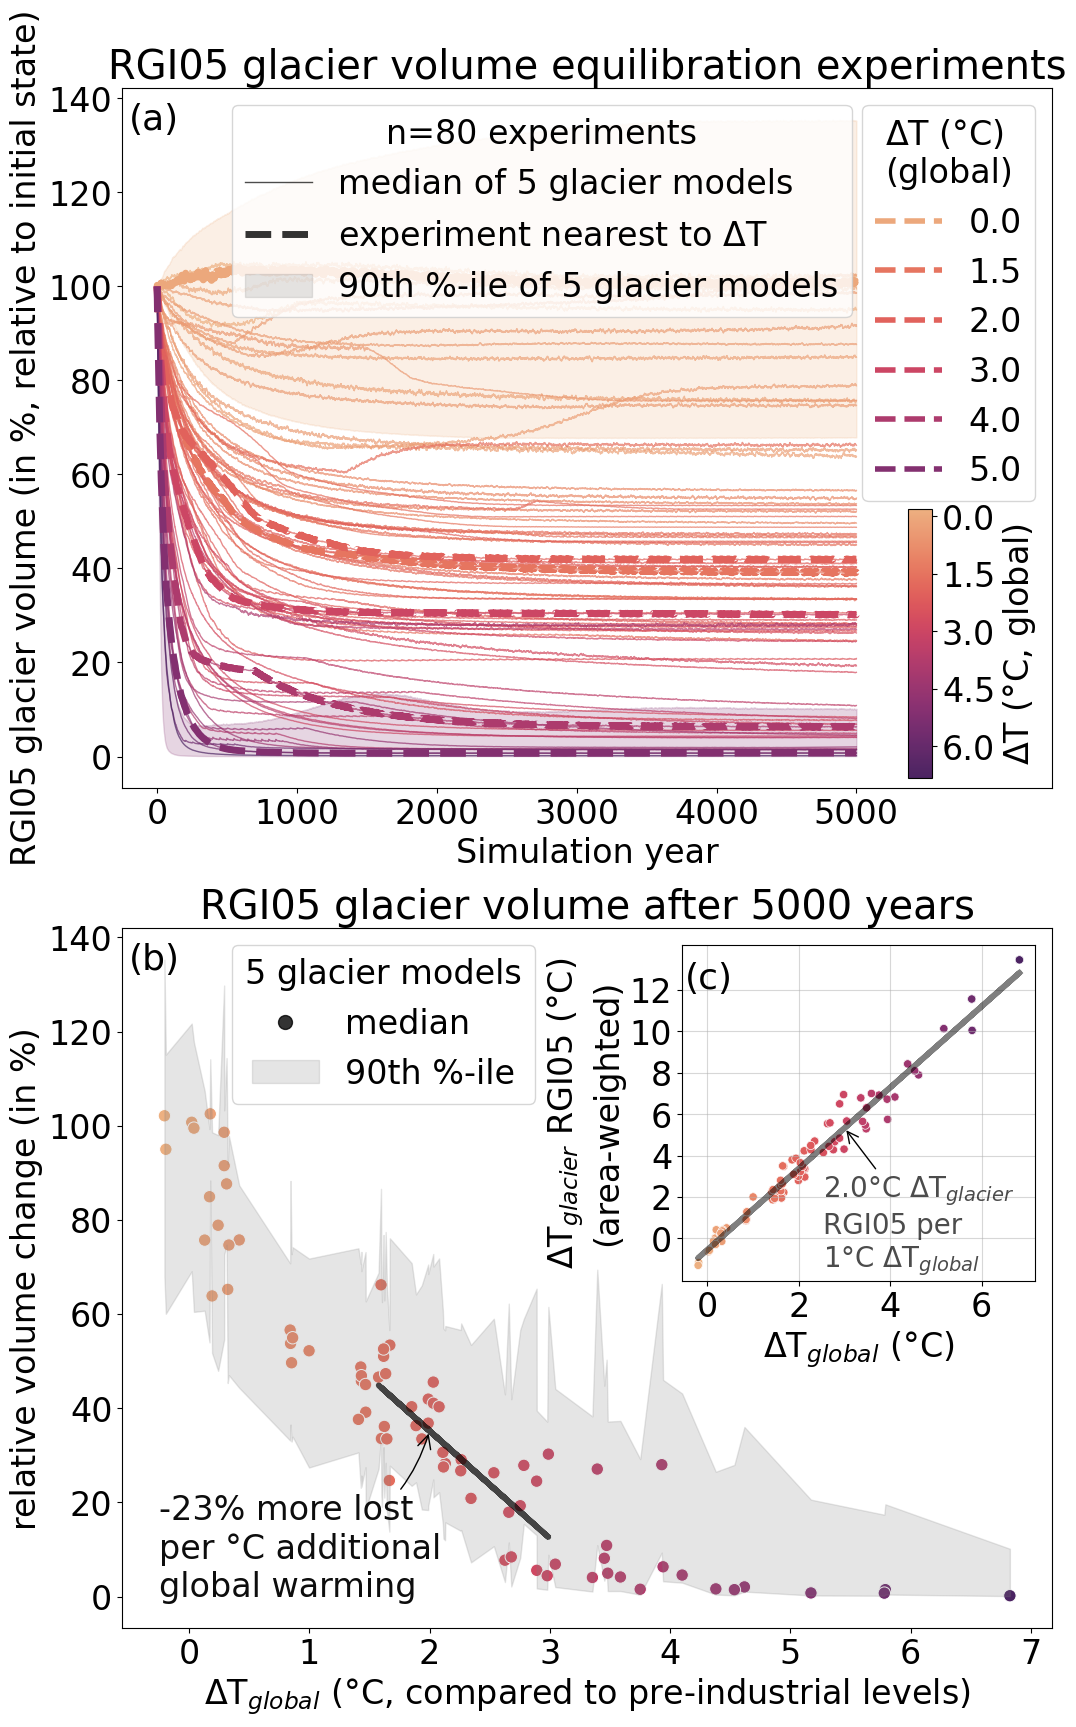 RGI05 glacier volume equilibration experiments
RGI05 glacier volume (in %, relative to initial state)
(a)
n=80 experiments
median of 5 glacier models
experiment nearest to ΔT
90th %-ile of 5 glacier models
ΔT (°C)
(global)
0.0
1.5
2.0
3.0
4.0
5.0
140
120
100
80
60
40
20
0
0.0
1.5
3.0
4.5
6.0
ΔT (°C, global)
0
1000
2000
3000
4000
5000
Simulation year
RGI05 glacier volume after 5000 years
relative volume change (in %)
(b)
5 glacier models
median
90th %-ile
140
120
100
80
60
40
20
0
-23% more lost
per °C additional
global warming
0
1
2
3
4
5
6
7
ΔTglobal (°C, compared to pre-industrial levels)
(c)
ΔTglacier RGI05 (°C)
(area-weighted)
12
10
8
6
4
2
0
2.0°C ΔTglacier
RGI05 per
1°C ΔTglobal
0
2
4
6
ΔTglobal (°C)